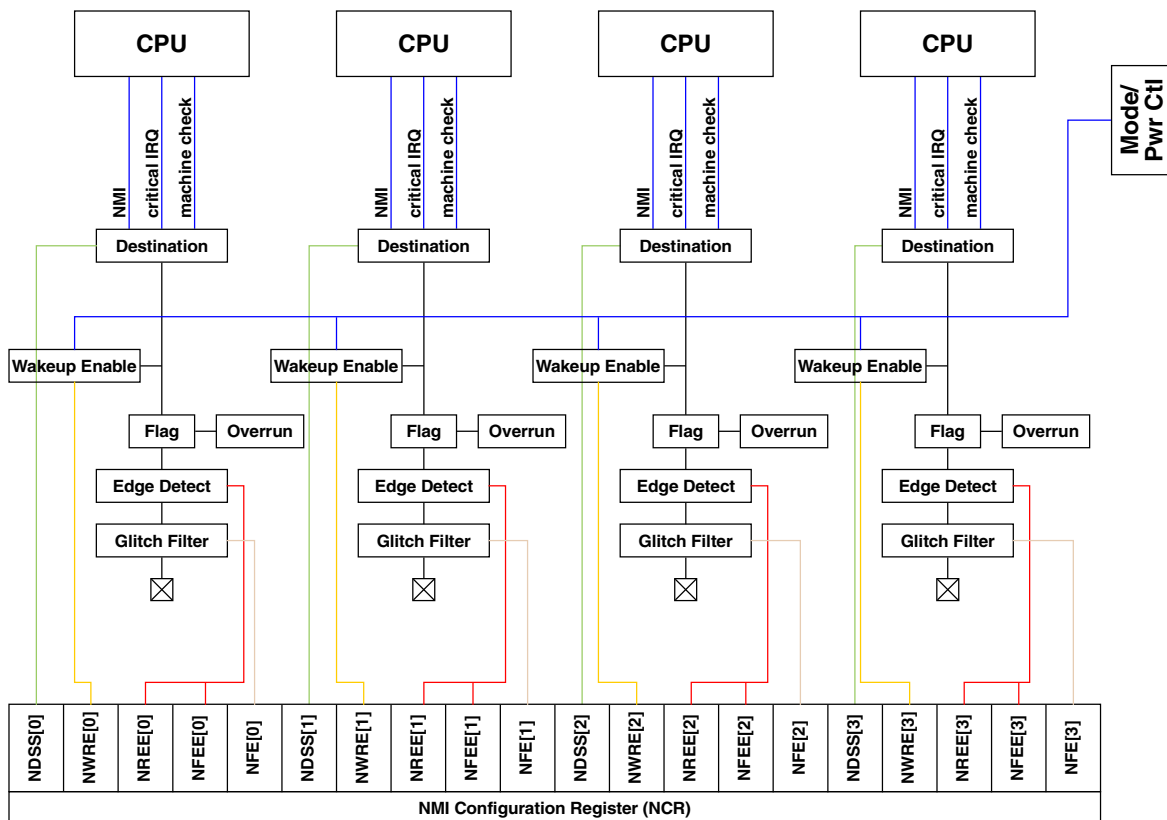 CPU
CPU
CPU
CPU
Mode/
Pwr Ctl
NMI
critical IRQ
machine check
NMI
critical IRQ
machine check
NMI
critical IRQ
machine check
NMI
critical IRQ
machine check
Destination
Destination
Destination
Destination
Wakeup Enable
Wakeup Enable
Wakeup Enable
Wakeup Enable
Flag
Overrun
Flag
Overrun
Flag
Overrun
Flag
Overrun
Edge Detect
Edge Detect
Edge Detect
Edge Detect
Glitch Filter
Glitch Filter
Glitch Filter
Glitch Filter
NDSS[0]
NWRE[0]
NREE[0]
NFEE[0]
NFE[0]
NDSS[1]
NWRE[1]
NREE[1]
NFEE[1]
NFE[1]
NDSS[2]
NWRE[2]
NREE[2]
NFEE[2]
NFE[2]
NDSS[3]
NWRE[3]
NREE[3]
NFEE[3]
NFE[3]
NMI Configuration Register (NCR)